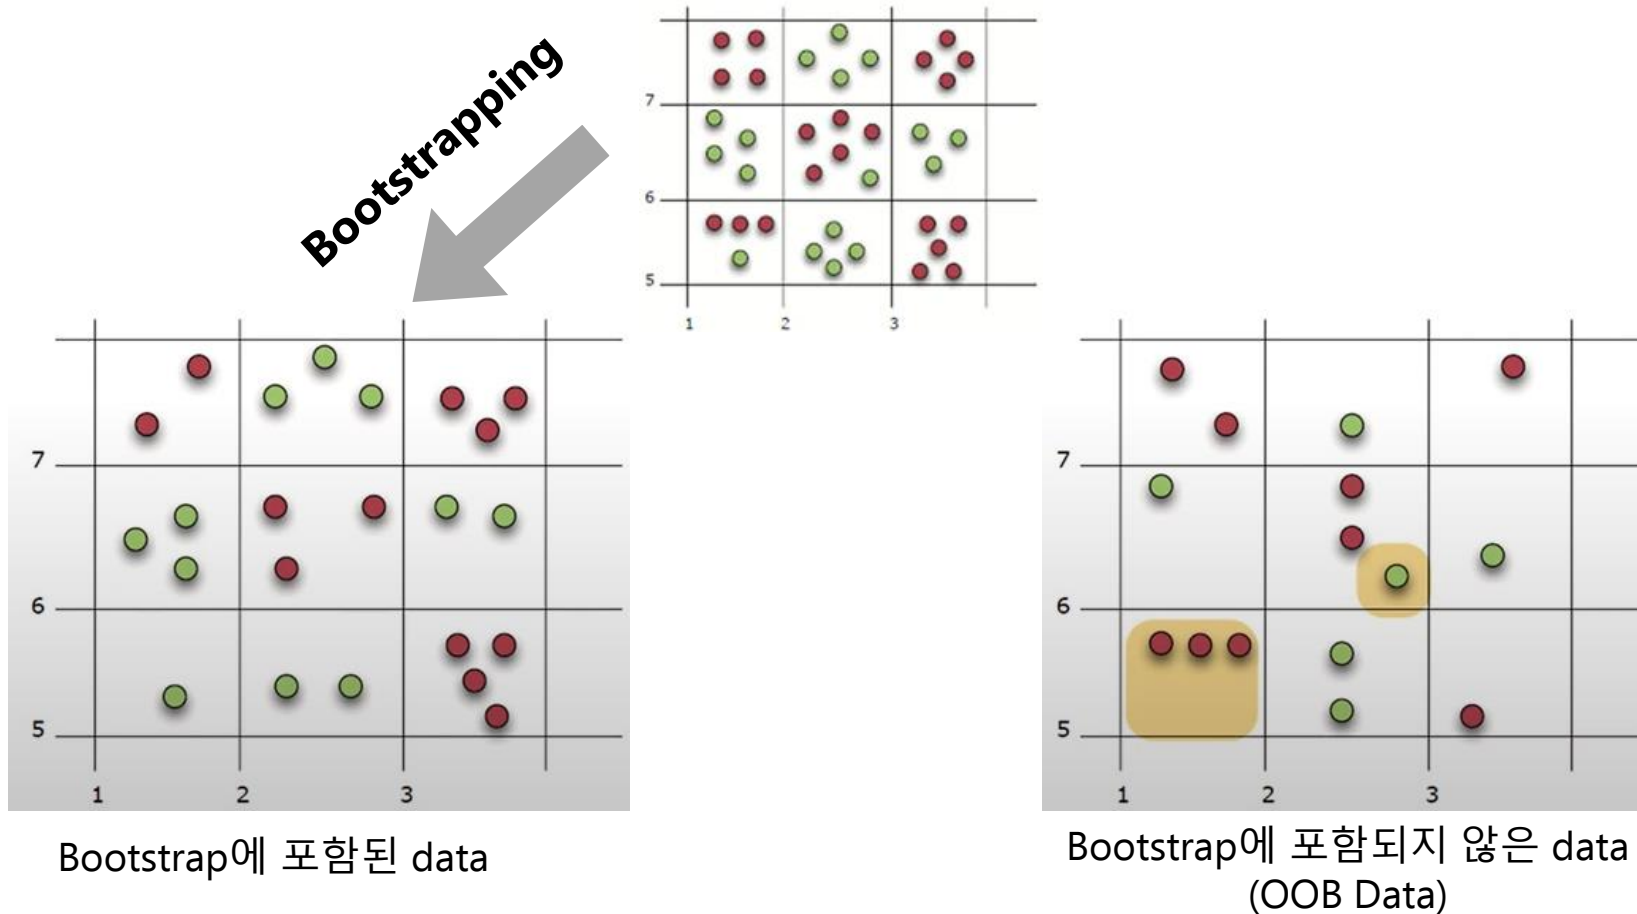 Bootstrapping
7
6
5
1 2 3
7
6
5
1 2 3
Bootstrap에 포함된 data
7
6
5
1 2 3
Bootstrap에 포함되지 않은 data
(OOB Data)